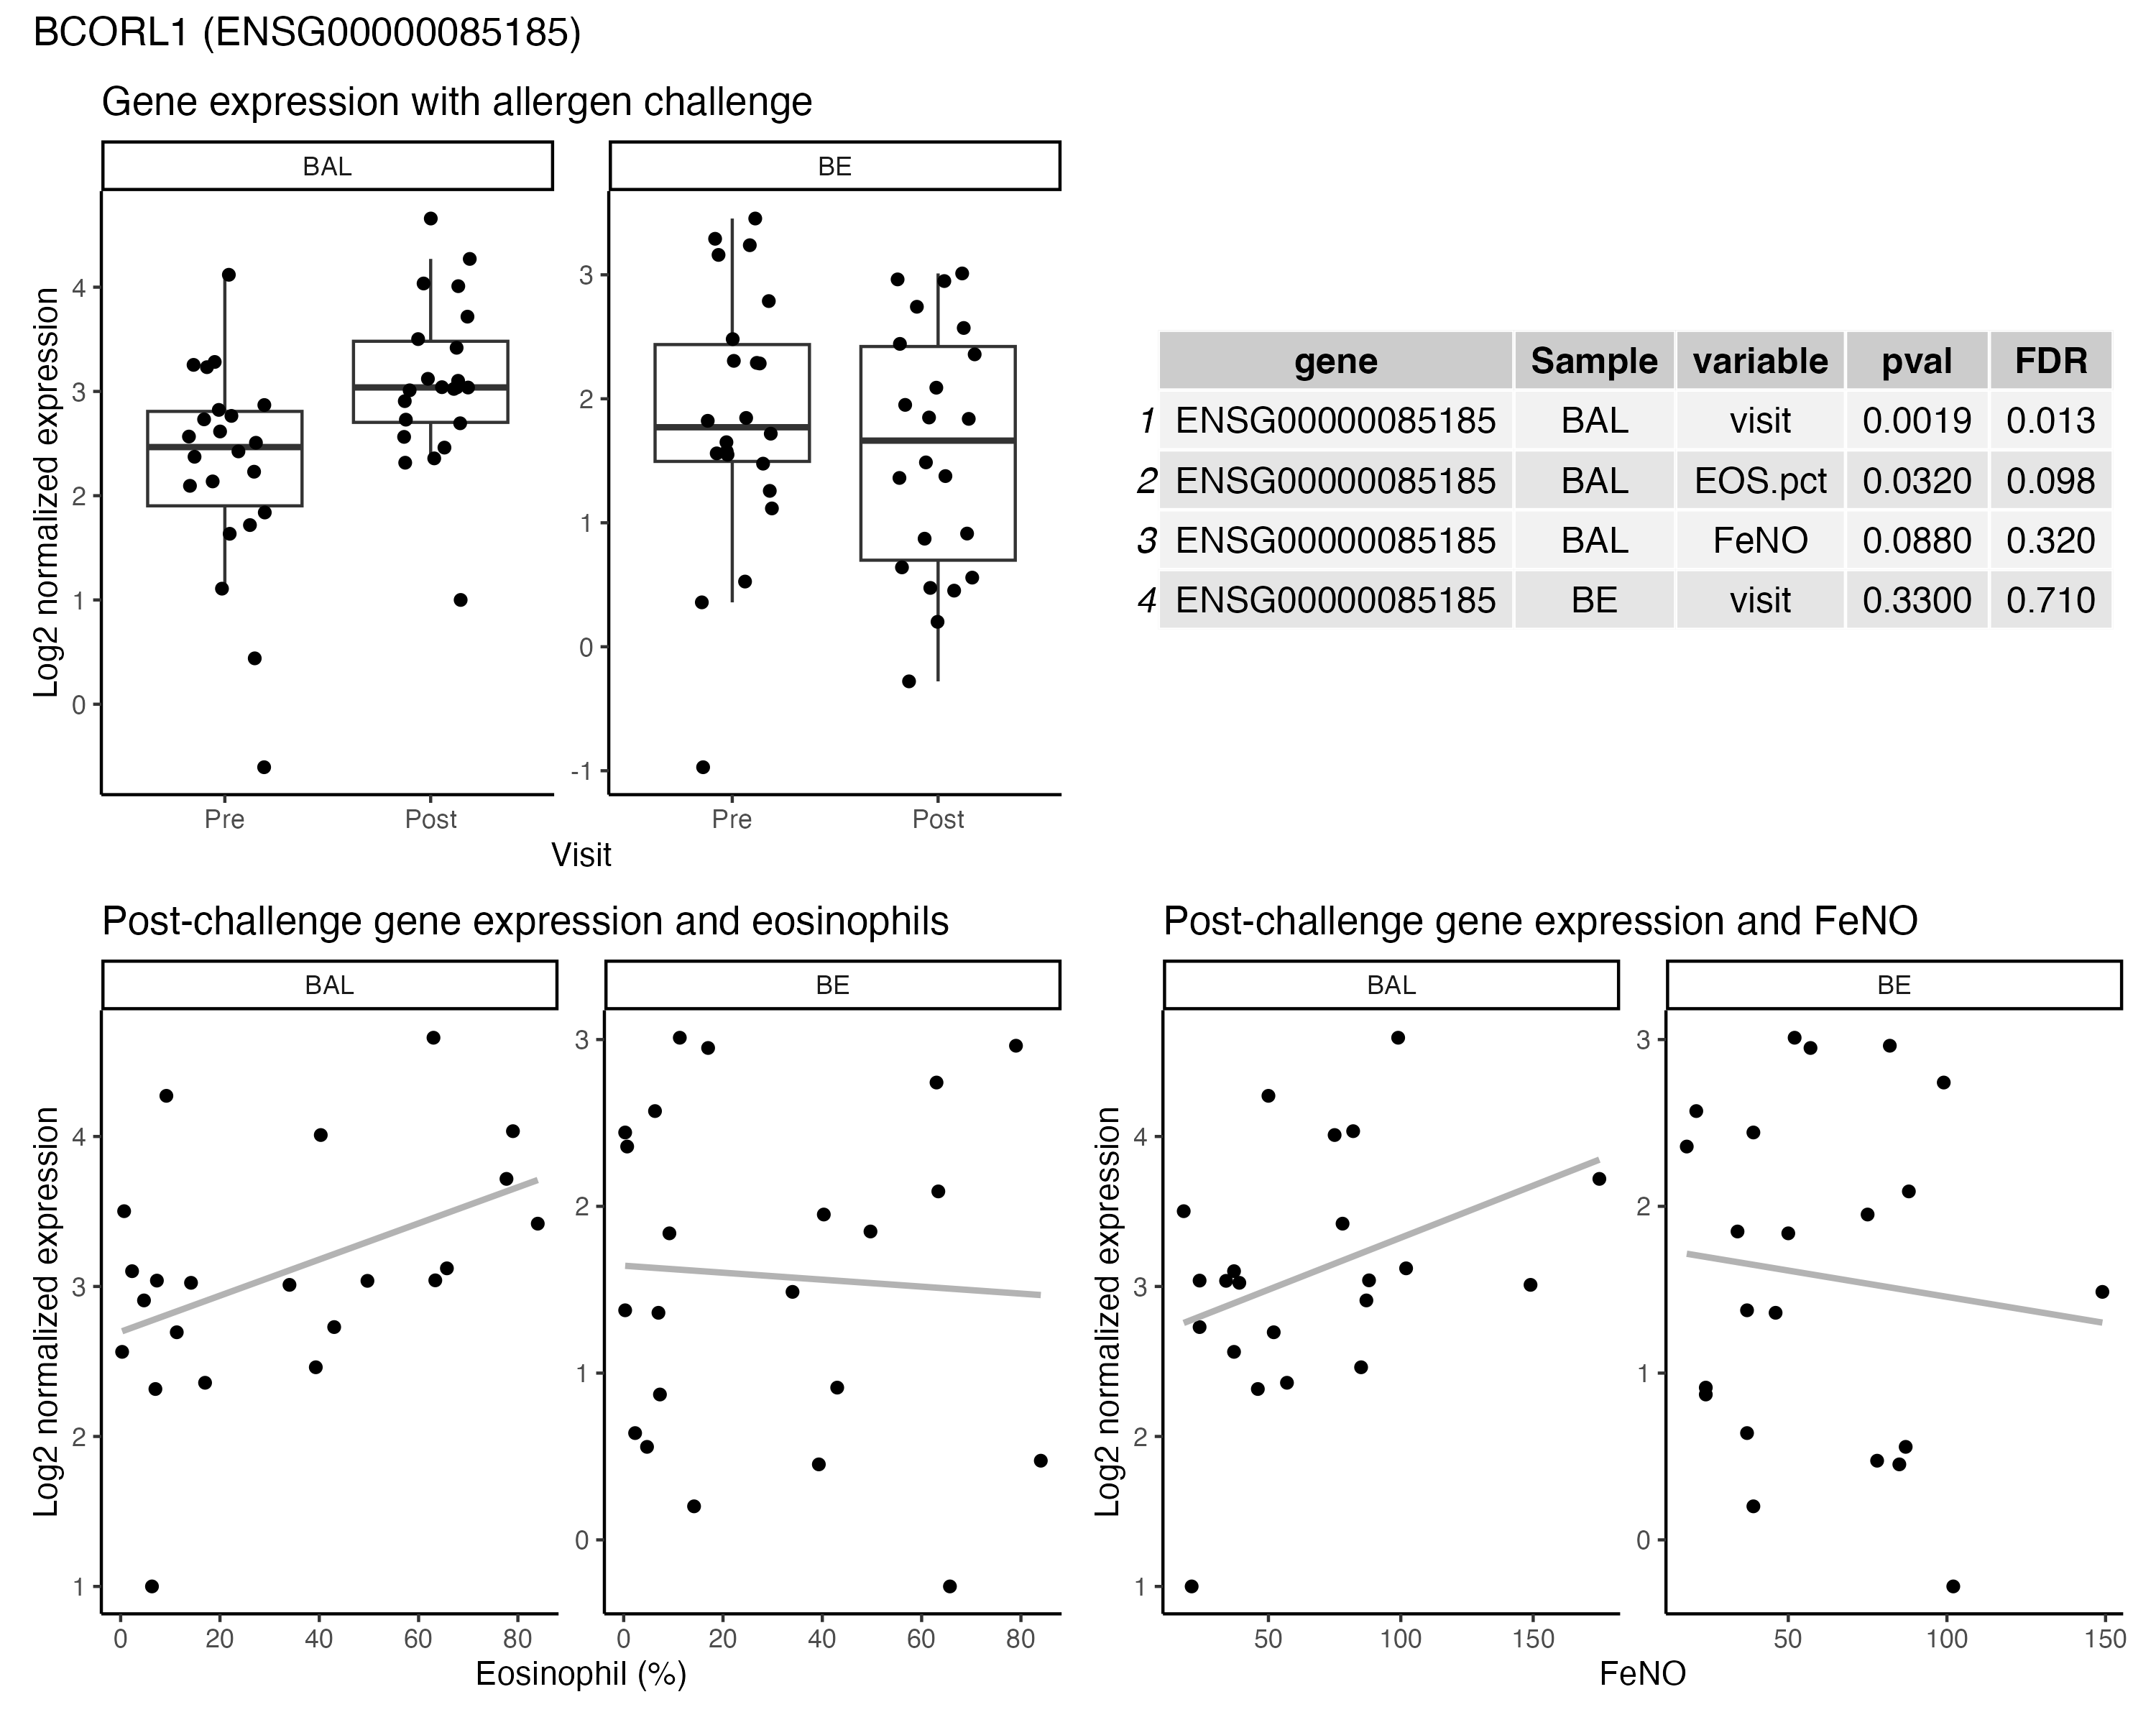 BCORL1 (ENSG00000085185)
Gene expression with allergen challenge
BAL
BE
Log2 normalized expression
4
3
2
1
0
3
2
1
0
-1
Pre
Post
Pre
Post
Visit
gene Sample variable pval FDR
1 ENSG00000085185 BAL visit 0.0019 0.013
2 ENSG00000085185 BAL EOS.pct 0.0320 0.098
3 ENSG00000085185 BAL FeNO 0.0880 0.320
4 ENSG00000085185 BE visit 0.3300 0.710
Post-challenge gene expression and eosinophils
BAL
BE
Log2 normalized expression
4
3
2
1
3
2
1
0
0 20 40 60 80
0 20 40 60 80
Eosinophil (%)
Post-challenge gene expression and FeNO
BAL
BE
Log2 normalized expression
4
3
2
1
3
2
1
0
50 100 150
50 100 150
FeNO